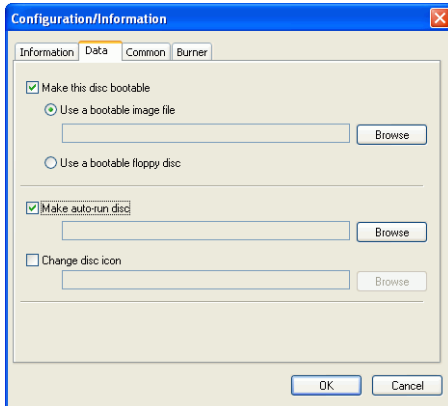 Configuration/Information
Information Data Common Burner
Make this disc bootable
Use a bootable image file
Browse
Use a bootable floppy disc
Make auto-run disc
Browse
Change disc icon
Browse
OK Cancel